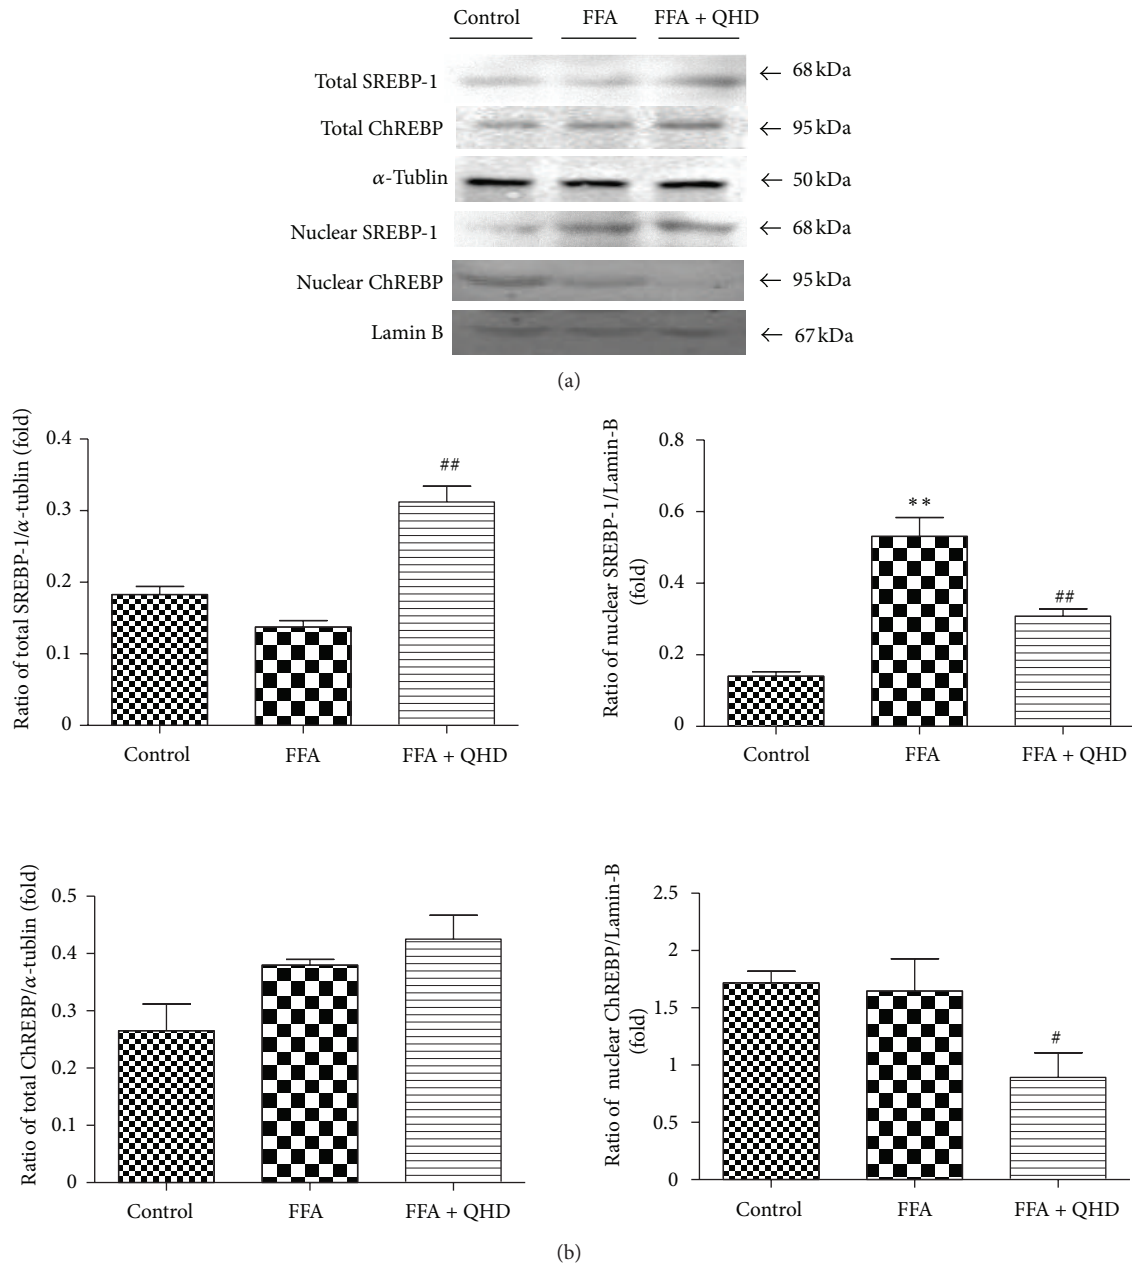 Control FFA FFA + QHD
Total SREBP-1 ← 68 kDa
Total ChREBP ← 95 kDa
α-Tublin ← 50 kDa
Nuclear SREBP-1 ← 68 kDa
Nuclear ChREBP ← 95 kDa
Lamin B ← 67 kDa
(a)
Ratio of total SREBP-1/α-tublin (fold)
0.4
0.3
0.2
0.1
0
##
Control FFA FFA + QHD
Ratio of nuclear SREBP-1/Lamin-B
(fold)
0.8
0.6
0.4
0.2
0
**
##
Control FFA FFA + QHD
Ratio of total ChREBP/α-tublin (fold)
0.5
0.4
0.3
0.2
0.1
0
Control FFA FFA + QHD
Ratio of nuclear ChREBP/Lamin-B
(fold)
2.5
2
1.5
1
0.5
0
#
Control FFA FFA + QHD
(b)